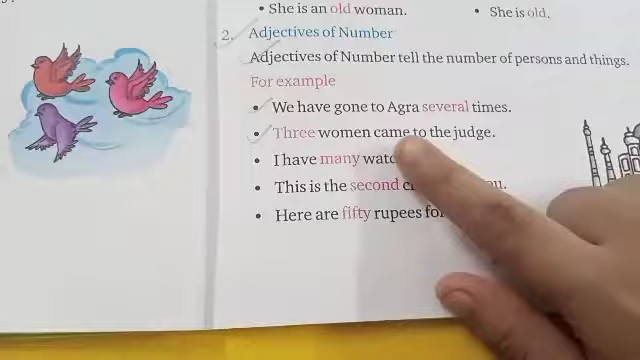 • She is an old woman.
• She is old.
2. Adjectives of Number
Adjectives of Number tell the number of persons and things.
For example
• We have gone to Agra several times.
• Three women came to the judge.
• I have many
• This is the second
• Here are fifty rupees